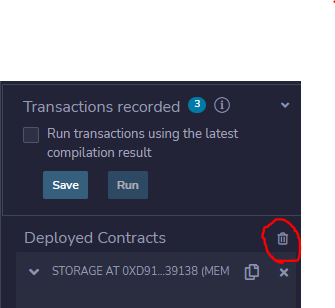 Transactions recorded 3
Run transactions using the latest
compilation result
Save Run
Deployed Contracts
STORAGE AT 0XD91...39138 (MEM